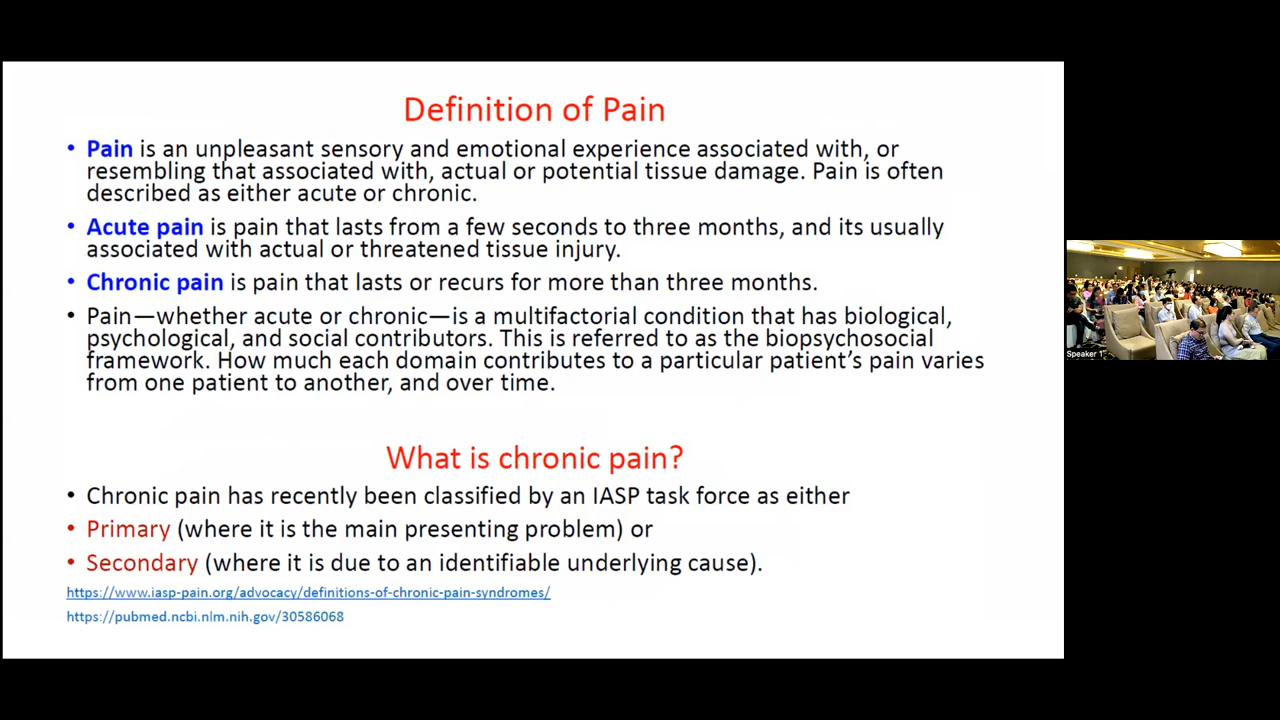 Definition of Pain
• Pain is an unpleasant sensory and emotional experience associated with, or
resembling that associated with, actual or potential tissue damage. Pain is often
described as either acute or chronic.
• Acute pain is pain that lasts from a few seconds to three months, and its usually
associated with actual or threatened tissue injury.
• Chronic pain is pain that lasts or recurs for more than three months.
• Pain—whether acute or chronic—is a multifactorial condition that has biological,
psychological, and social contributors. This is referred to as the biopsychosocial
framework. How much each domain contributes to a particular patient's pain varies
from one patient to another, and over time.
What is chronic pain?
• Chronic pain has recently been classified by an IASP task force as either
• Primary (where it is the main presenting problem) or
• Secondary (where it is due to an identifiable underlying cause).
https://www.iasp-pain.org/advocacy/definitions-of-chronic-pain-syndromes/
https://pubmed.ncbi.nlm.nih.gov/30586068
Speaker 1